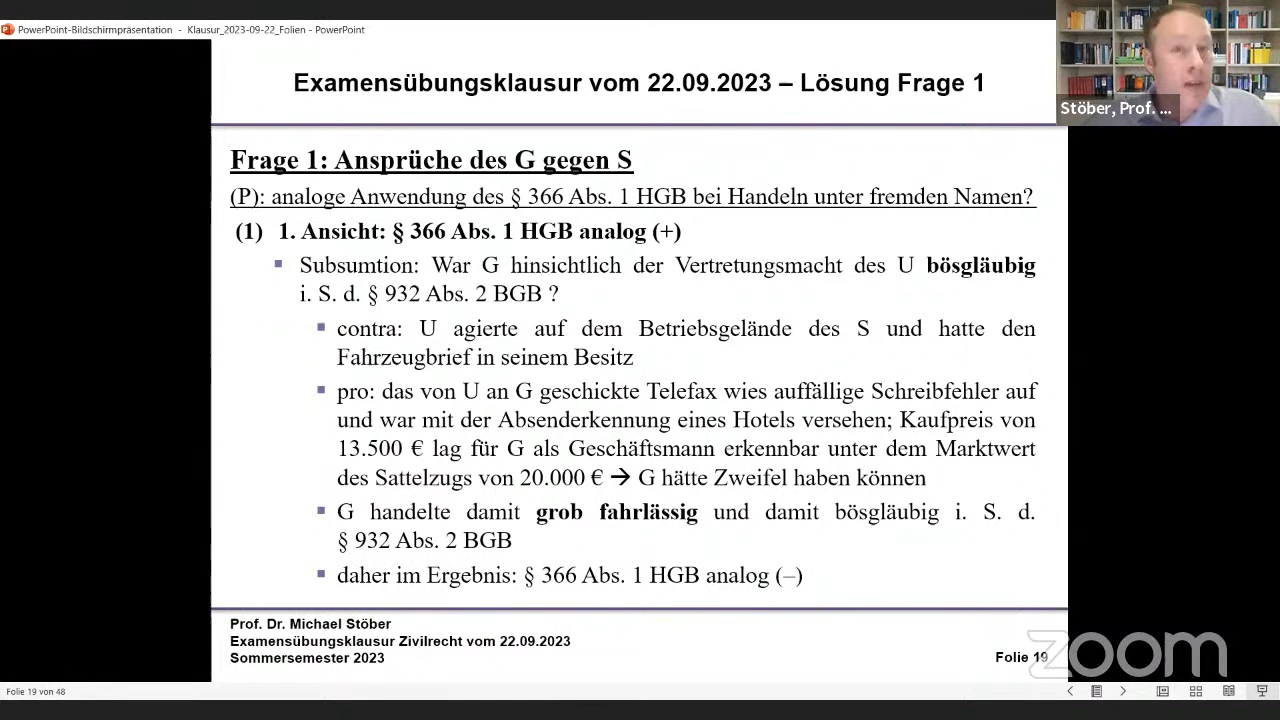 PowerPoint-Bildschirmpräsentation - Klausur_2023-09-22_Folien - PowerPoint
Stöber, Prof. ...
Examensübungsklausur vom 22.09.2023 – Lösung Frage 1
Frage 1: Ansprüche des G gegen S
(P): analoge Anwendung des § 366 Abs. 1 HGB bei Handeln unter fremden Namen?
(1) 1. Ansicht: § 366 Abs. 1 HGB analog (+)
Subsumtion: War G hinsichtlich der Vertretungsmacht des U bösgläubig
i. S. d. § 932 Abs. 2 BGB ?
contra: U agierte auf dem Betriebsgelände des S und hatte den
Fahrzeugbrief in seinem Besitz
pro: das von U an G geschickte Telefax wies auffällige Schreibfehler auf
und war mit der Absenderkennung eines Hotels versehen; Kaufpreis von
13.500 € lag für G als Geschäftsmann erkennbar unter dem Marktwert
des Sattelzugs von 20.000 € ➔ G hätte Zweifel haben können
G handelte damit grob fahrlässig und damit bösgläubig i. S. d.
§ 932 Abs. 2 BGB
daher im Ergebnis: § 366 Abs. 1 HGB analog (–)
Prof. Dr. Michael Stöber
Examensübungsklausur Zivilrecht vom 22.09.2023
Sommersemester 2023
Folie 19
zoom
Folie 19 von 48